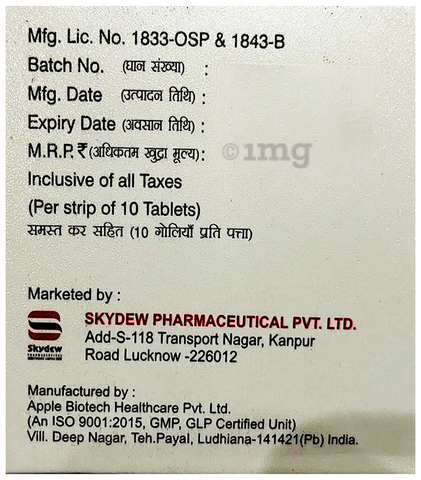 Mfg. Lic. No. 1833-OSP & 1843-B
Batch No. (घान संख्या) :
Mfg. Date (उत्पादन तिथि) :
Expiry Date (अवसान तिथि) :
M.R.P. ₹ (अधिकतम खुद्रा मूल्य) :
©1mg
Inclusive of all Taxes
(Per strip of 10 Tablets)
समस्त कर सहित (10 गोलियाँ प्रति पत्ता)
Marketed by :
SKYDEW PHARMACEUTICAL PVT. LTD.
Add-S-118 Transport Nagar, Kanpur
Road Lucknow -226012
Skydew
Manufactured by :
Apple Biotech Healthcare Pvt. Ltd.
(An ISO 9001:2015, GMP, GLP Certified Unit)
Vill. Deep Nagar, Teh.Payal, Ludhiana-141421(Pb) India.